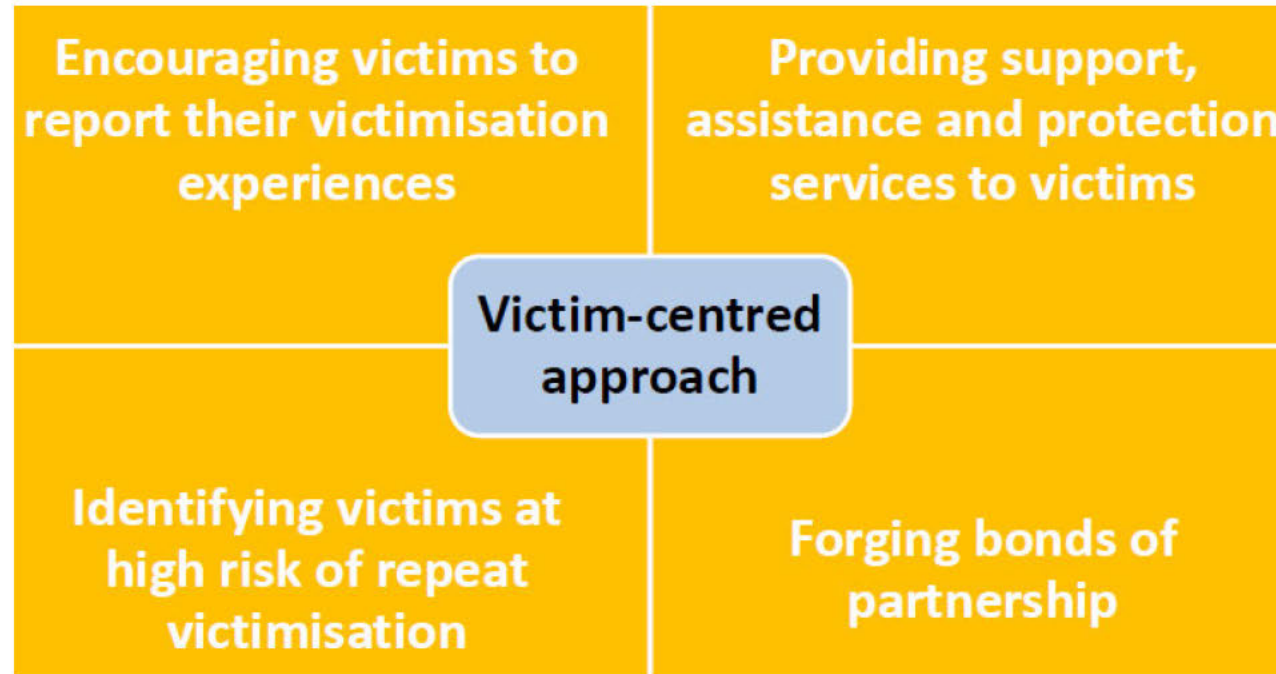 Encouraging victims to
report their victimisation
experiences
Providing support,
assistance and protection
services to victims
Victim-centred
approach
Identifying victims at
high risk of repeat
victimisation
Forging bonds of
partnership